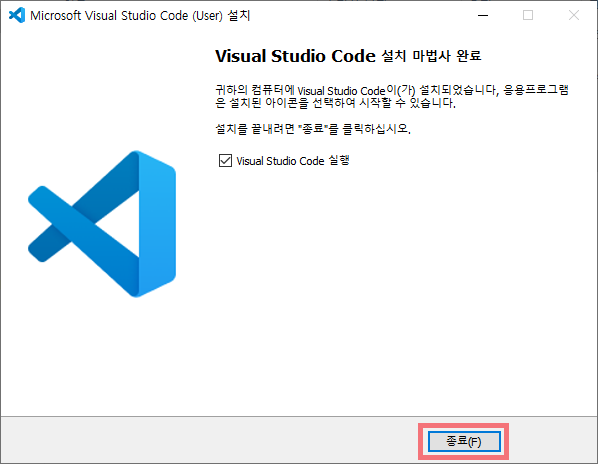 Microsoft Visual Studio Code (User) 설치
Visual Studio Code 설치 마법사 완료
귀하의 컴퓨터에 Visual Studio Code이(가) 설치되었습니다, 응용프로그램
은 설치된 아이콘을 선택하여 시작할 수 있습니다.
설치를 끝내려면 "종료"를 클릭하십시오.
Visual Studio Code 실행
종료(F)